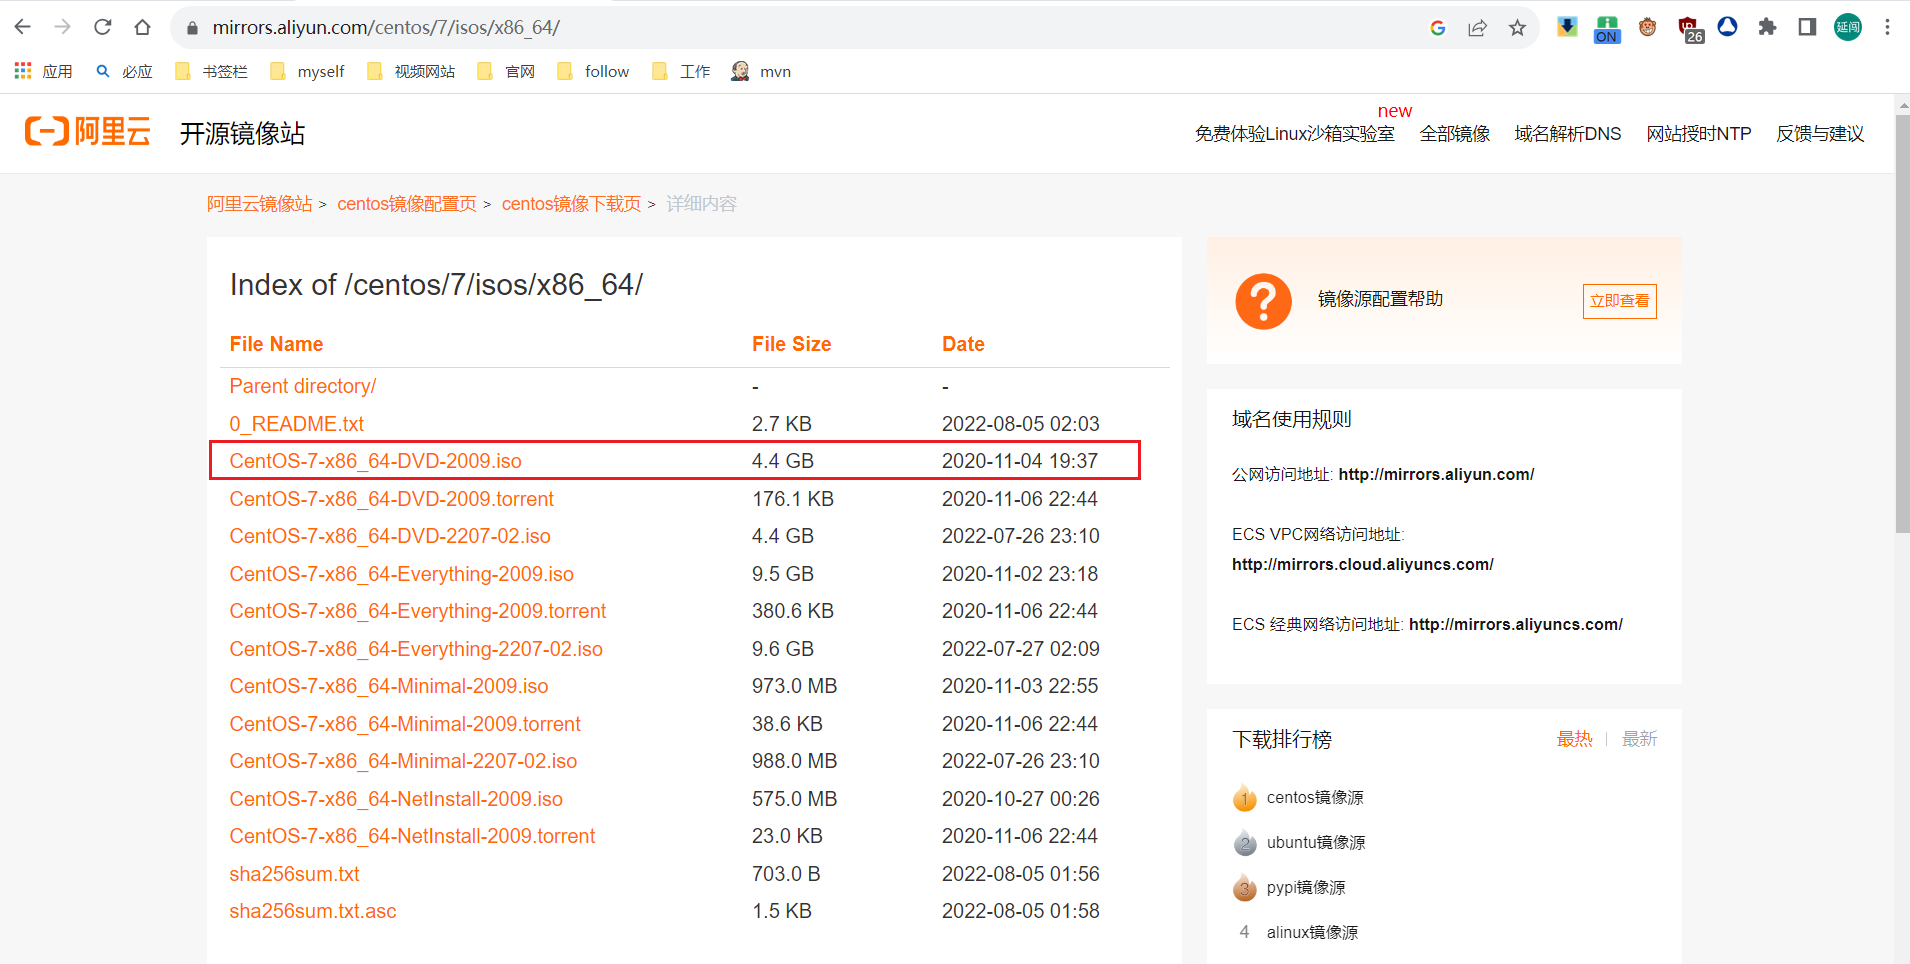 mirrors.aliyun.com/centos/7/isos/x86_64/
ON
26
延闯
应用 必应 书签栏 myself 视频网站 官网 follow 工作 mvn
阿里云 开源镜像站
new
免费体验Linux沙箱实验室 全部镜像 域名解析DNS 网站授时NTP 反馈与建议
阿里云镜像站 > centos镜像配置页 > centos镜像下载页 > 详细内容
Index of /centos/7/isos/x86_64/
File Name File Size Date
Parent directory/ - -
0_README.txt 2.7 KB 2022-08-05 02:03
CentOS-7-x86_64-DVD-2009.iso 4.4 GB 2020-11-04 19:37
CentOS-7-x86_64-DVD-2009.torrent 176.1 KB 2020-11-06 22:44
CentOS-7-x86_64-DVD-2207-02.iso 4.4 GB 2022-07-26 23:10
CentOS-7-x86_64-Everything-2009.iso 9.5 GB 2020-11-02 23:18
CentOS-7-x86_64-Everything-2009.torrent 380.6 KB 2020-11-06 22:44
CentOS-7-x86_64-Everything-2207-02.iso 9.6 GB 2022-07-27 02:09
CentOS-7-x86_64-Minimal-2009.iso 973.0 MB 2020-11-03 22:55
CentOS-7-x86_64-Minimal-2009.torrent 38.6 KB 2020-11-06 22:44
CentOS-7-x86_64-Minimal-2207-02.iso 988.0 MB 2022-07-26 23:10
CentOS-7-x86_64-NetInstall-2009.iso 575.0 MB 2020-10-27 00:26
CentOS-7-x86_64-NetInstall-2009.torrent 23.0 KB 2020-11-06 22:44
sha256sum.txt 703.0 B 2022-08-05 01:56
sha256sum.txt.asc 1.5 KB 2022-08-05 01:58
? 镜像源配置帮助 立即查看
域名使用规则
公网访问地址: http://mirrors.aliyun.com/
ECS VPC网络访问地址:
http://mirrors.cloud.aliyuncs.com/
ECS 经典网络访问地址: http://mirrors.aliyuncs.com/
下载排行榜 最热 | 最新
1 centos镜像源
2 ubuntu镜像源
3 pypi镜像源
4 alinux镜像源